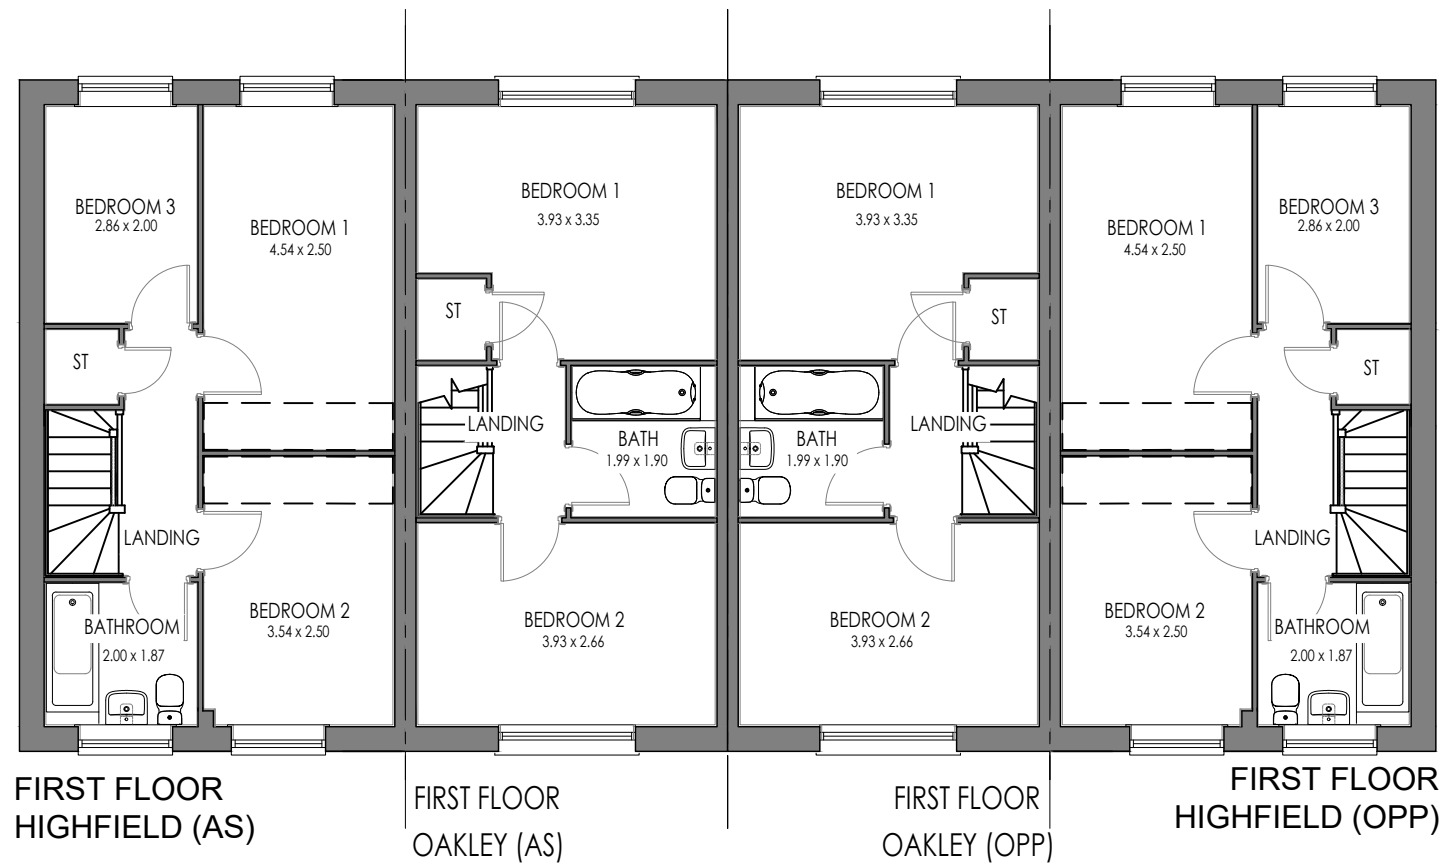 BEDROOM 3
2.86 x 2.00
BEDROOM 1
4.54 x 2.50
ST
LANDING
BATHROOM
2.00 x 1.87
BEDROOM 2
3.54 x 2.50
FIRST FLOOR
HIGHFIELD (AS)
BEDROOM 1
3.93 x 3.35
ST
LANDING
BATH
1.99 x 1.90
BEDROOM 2
3.93 x 2.66
FIRST FLOOR
OAKLEY (AS)
BEDROOM 1
3.93 x 3.35
ST
LANDING
BATH
1.99 x 1.90
BEDROOM 2
3.93 x 2.66
FIRST FLOOR
OAKLEY (OPP)
BEDROOM 1
4.54 x 2.50
BEDROOM 3
2.86 x 2.00
ST
LANDING
BEDROOM 2
3.54 x 2.50
BATHROOM
2.00 x 1.87
FIRST FLOOR
HIGHFIELD (OPP)